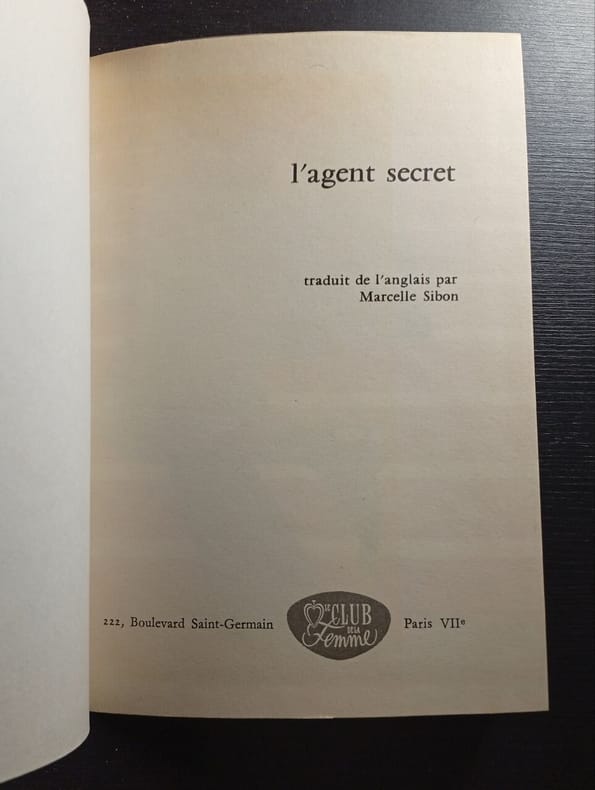 l'agent secret
traduit de l'anglais par
Marcelle Sibon
222, Boulevard Saint-Germain
LE CLUB
DE LA
Femme
Paris VIIe